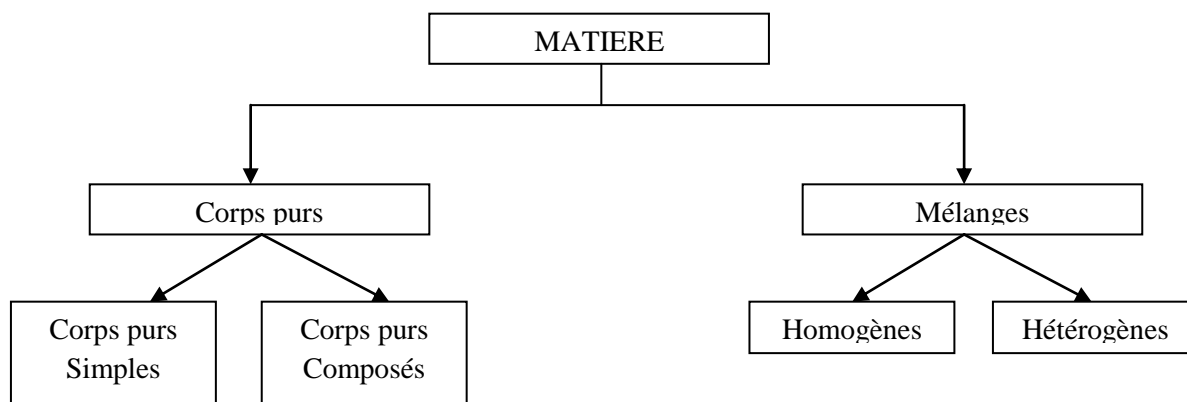 MATIERE
Corps purs
Mélanges
Corps purs
Simples
Corps purs
Composés
Homogènes
Hétérogènes